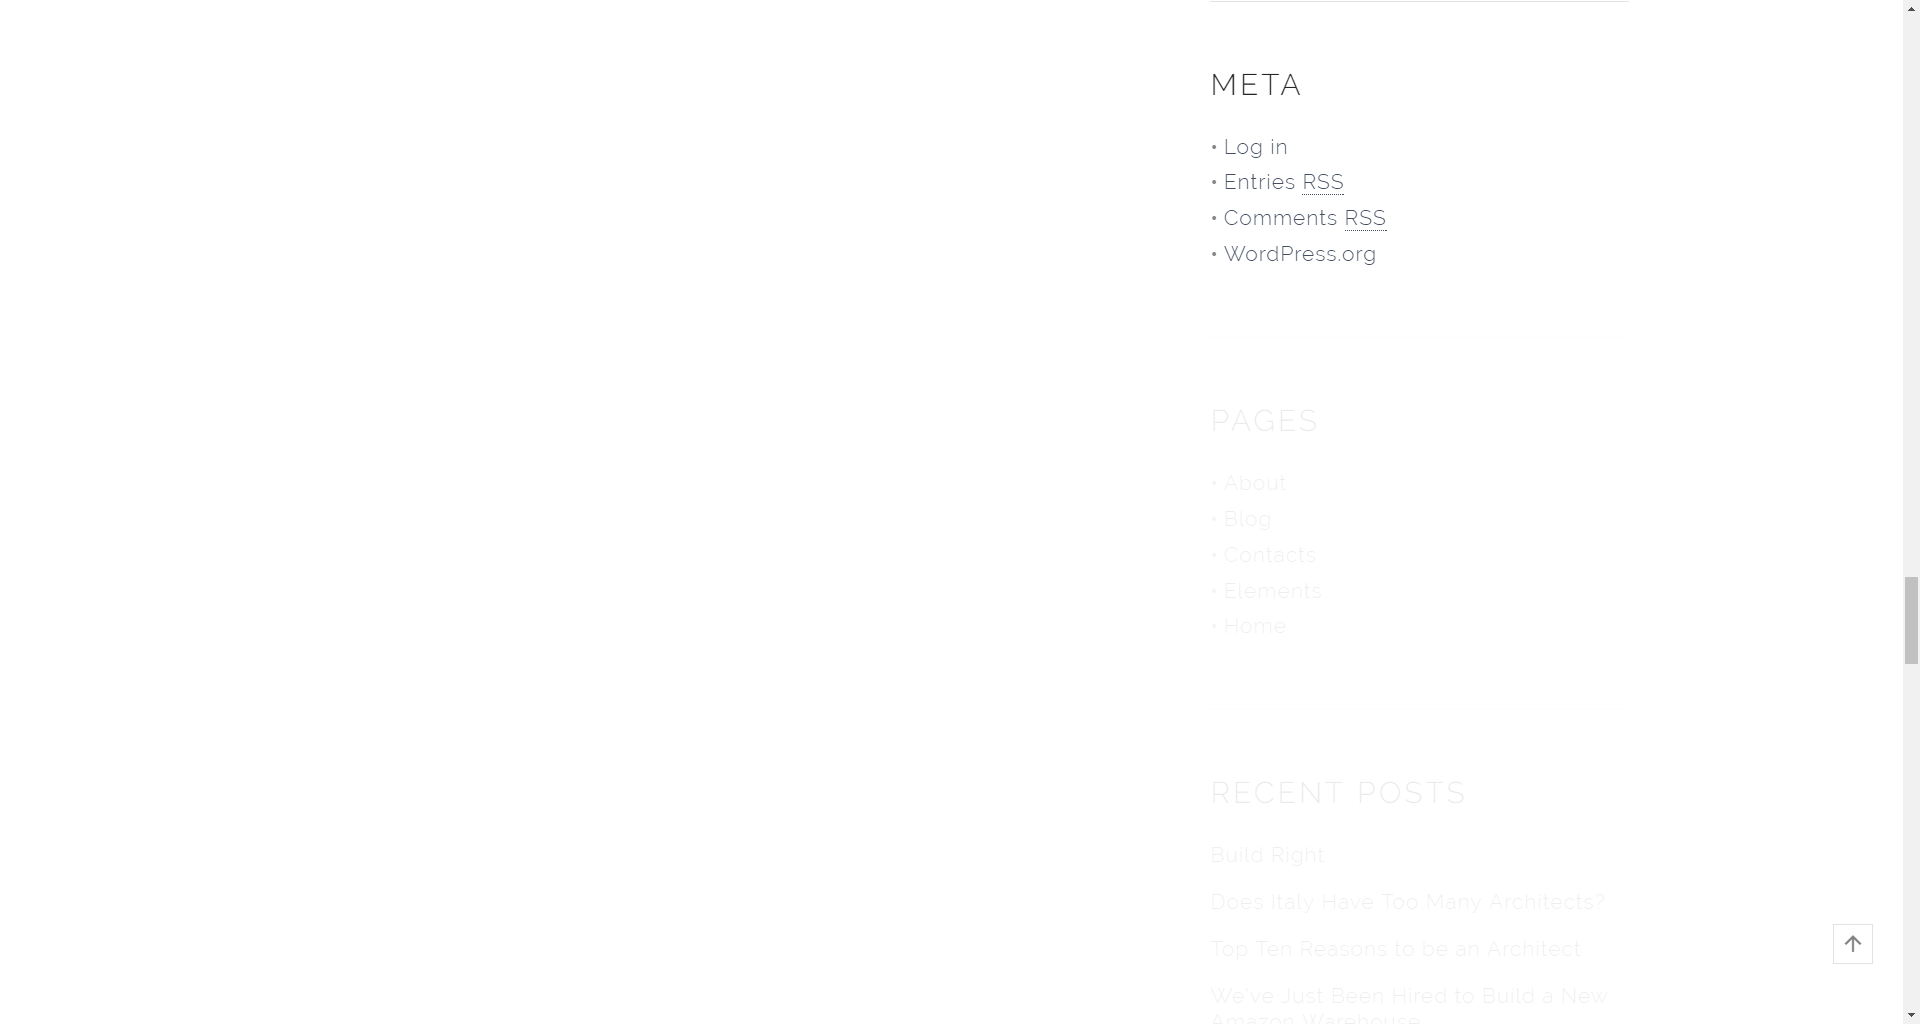 META
• Log in
• Entries RSS
• Comments RSS
• WordPress.org
PAGES
• About
• Blog
• Contacts
• Elements
• Home
RECENT POSTS
Build Right
Does Italy Have Too Many Architects?
Top Ten Reasons to be an Architect
We've Just Been Hired to Build a New
Amazon Warehouse